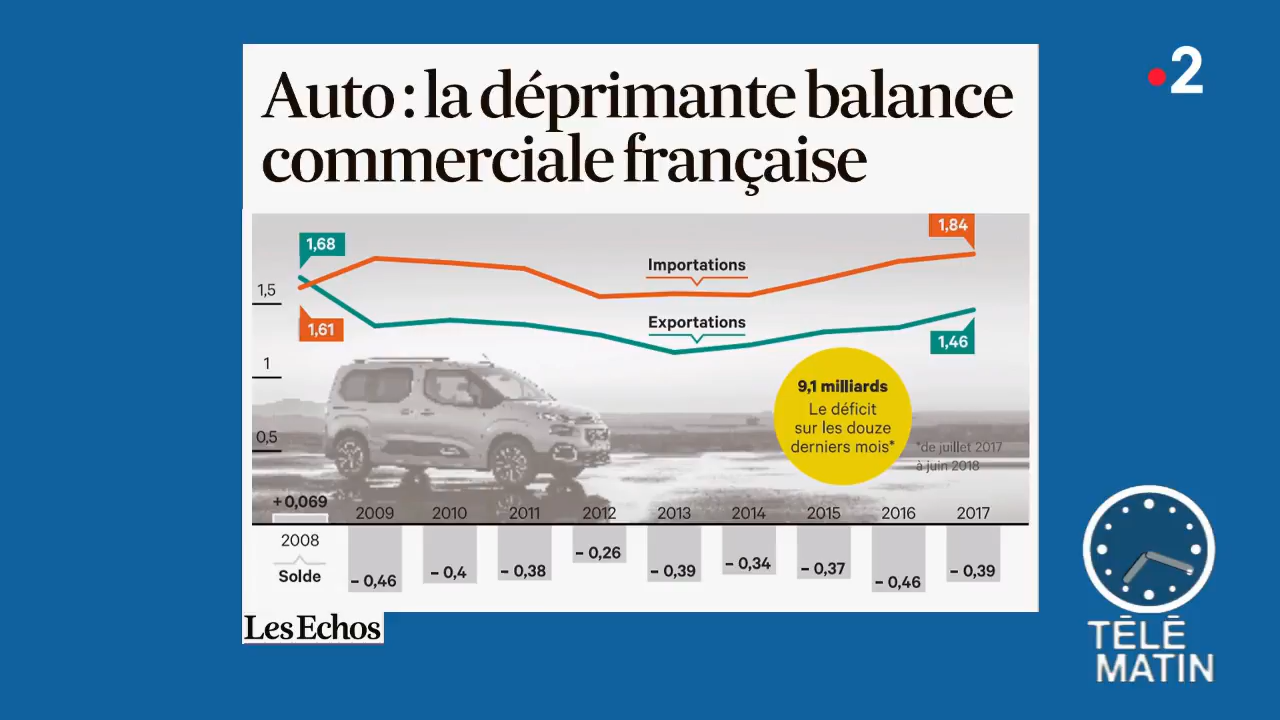 Auto : la déprimante balance
commerciale française
2
1,68
1,84
Importations
1,5
Exportations
1,61
1,46
1
9,1 milliards
Le déficit
sur les douze
derniers mois*
0,5
*de juillet 2017
à juin 2018
+0,069
2009
2010
2011
2012
2013
2014
2015
2016
2017
2008
Solde
– 0,46
– 0,4
– 0,38
– 0,26
– 0,39
– 0,34
– 0,37
– 0,46
– 0,39
Les Echos
TÉLÉ
MATIN